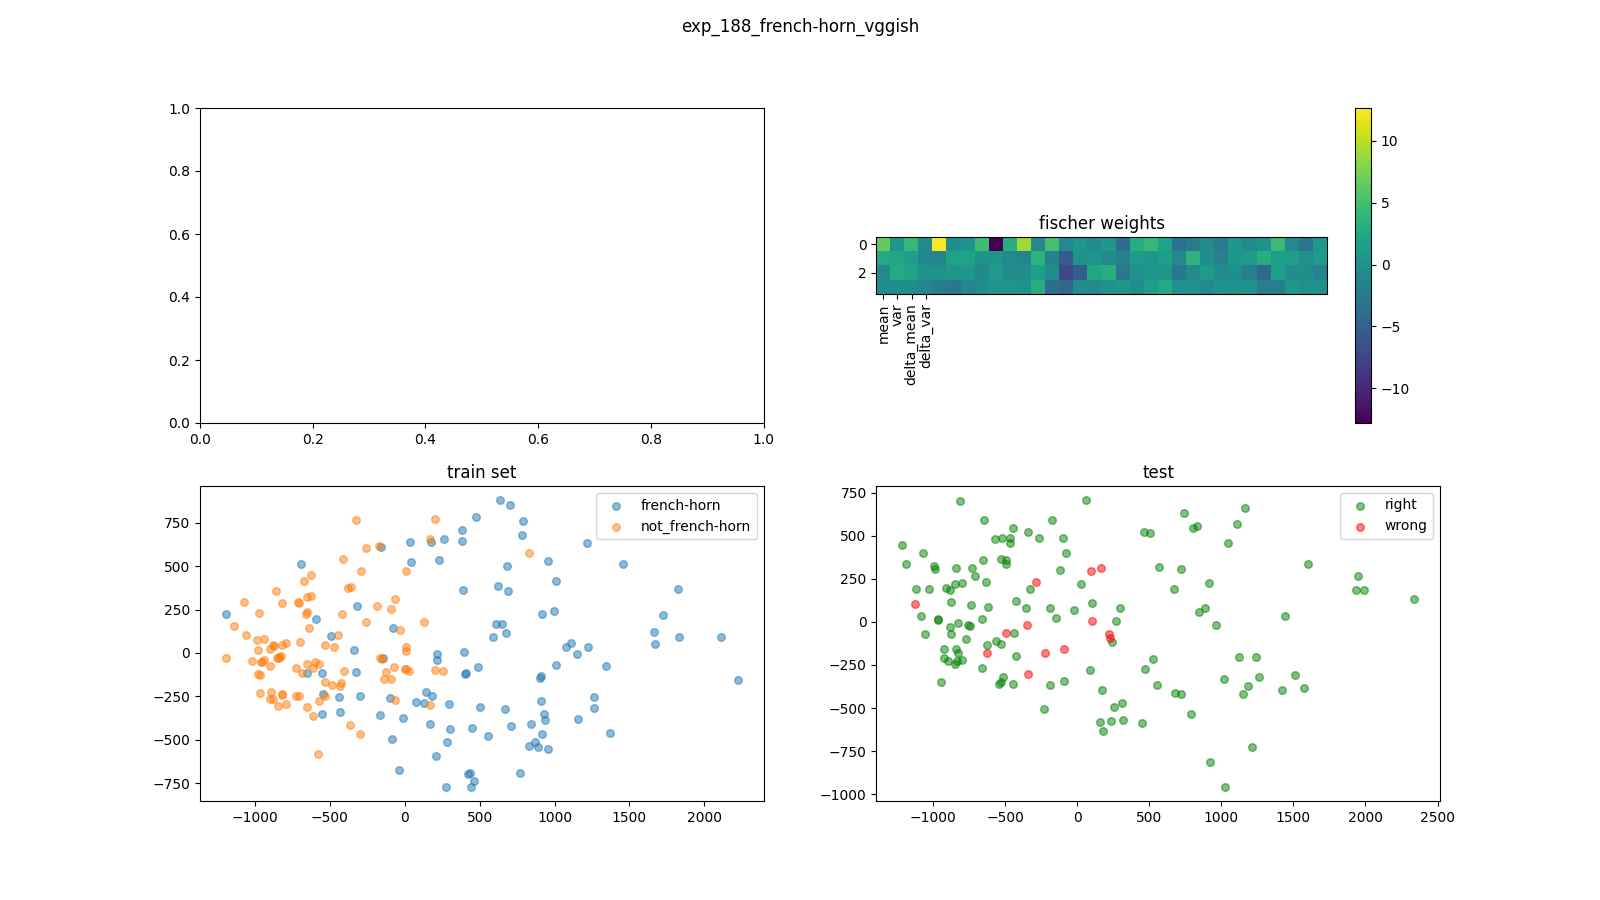 exp_188_french-horn_vggish
1.0
0.8
0.6
0.4
0.2
0.0
0.0 0.2 0.4 0.6 0.8 1.0
fischer weights
0
2
mean
var
delta_mean
delta_var
10
5
0
−5
−10
train set
french-horn
not_french-horn
750
500
250
0
−250
−500
−750
−1000 −500 0 500 1000 1500 2000
test
right
wrong
750
500
250
0
−250
−500
−750
−1000
−1000 −500 0 500 1000 1500 2000 2500